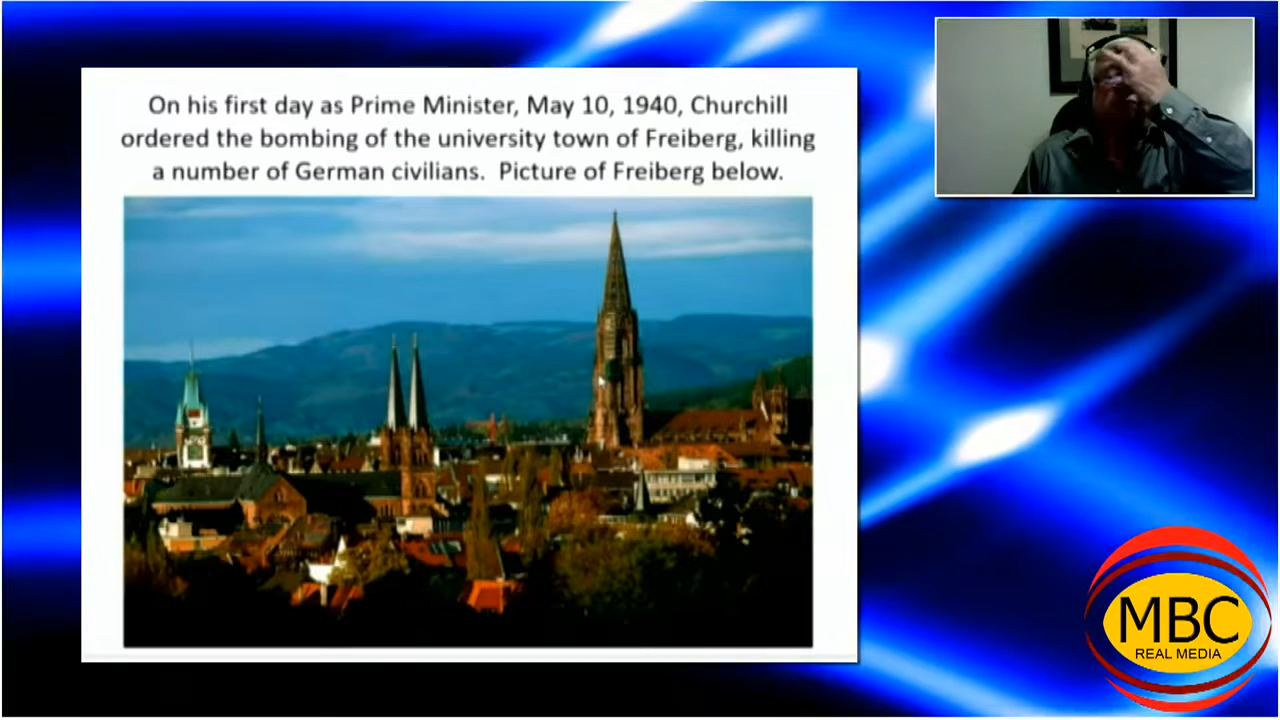 On his first day as Prime Minister, May 10, 1940, Churchill
ordered the bombing of the university town of Freiberg, killing
a number of German civilians.  Picture of Freiberg below.
MBC
REAL MEDIA